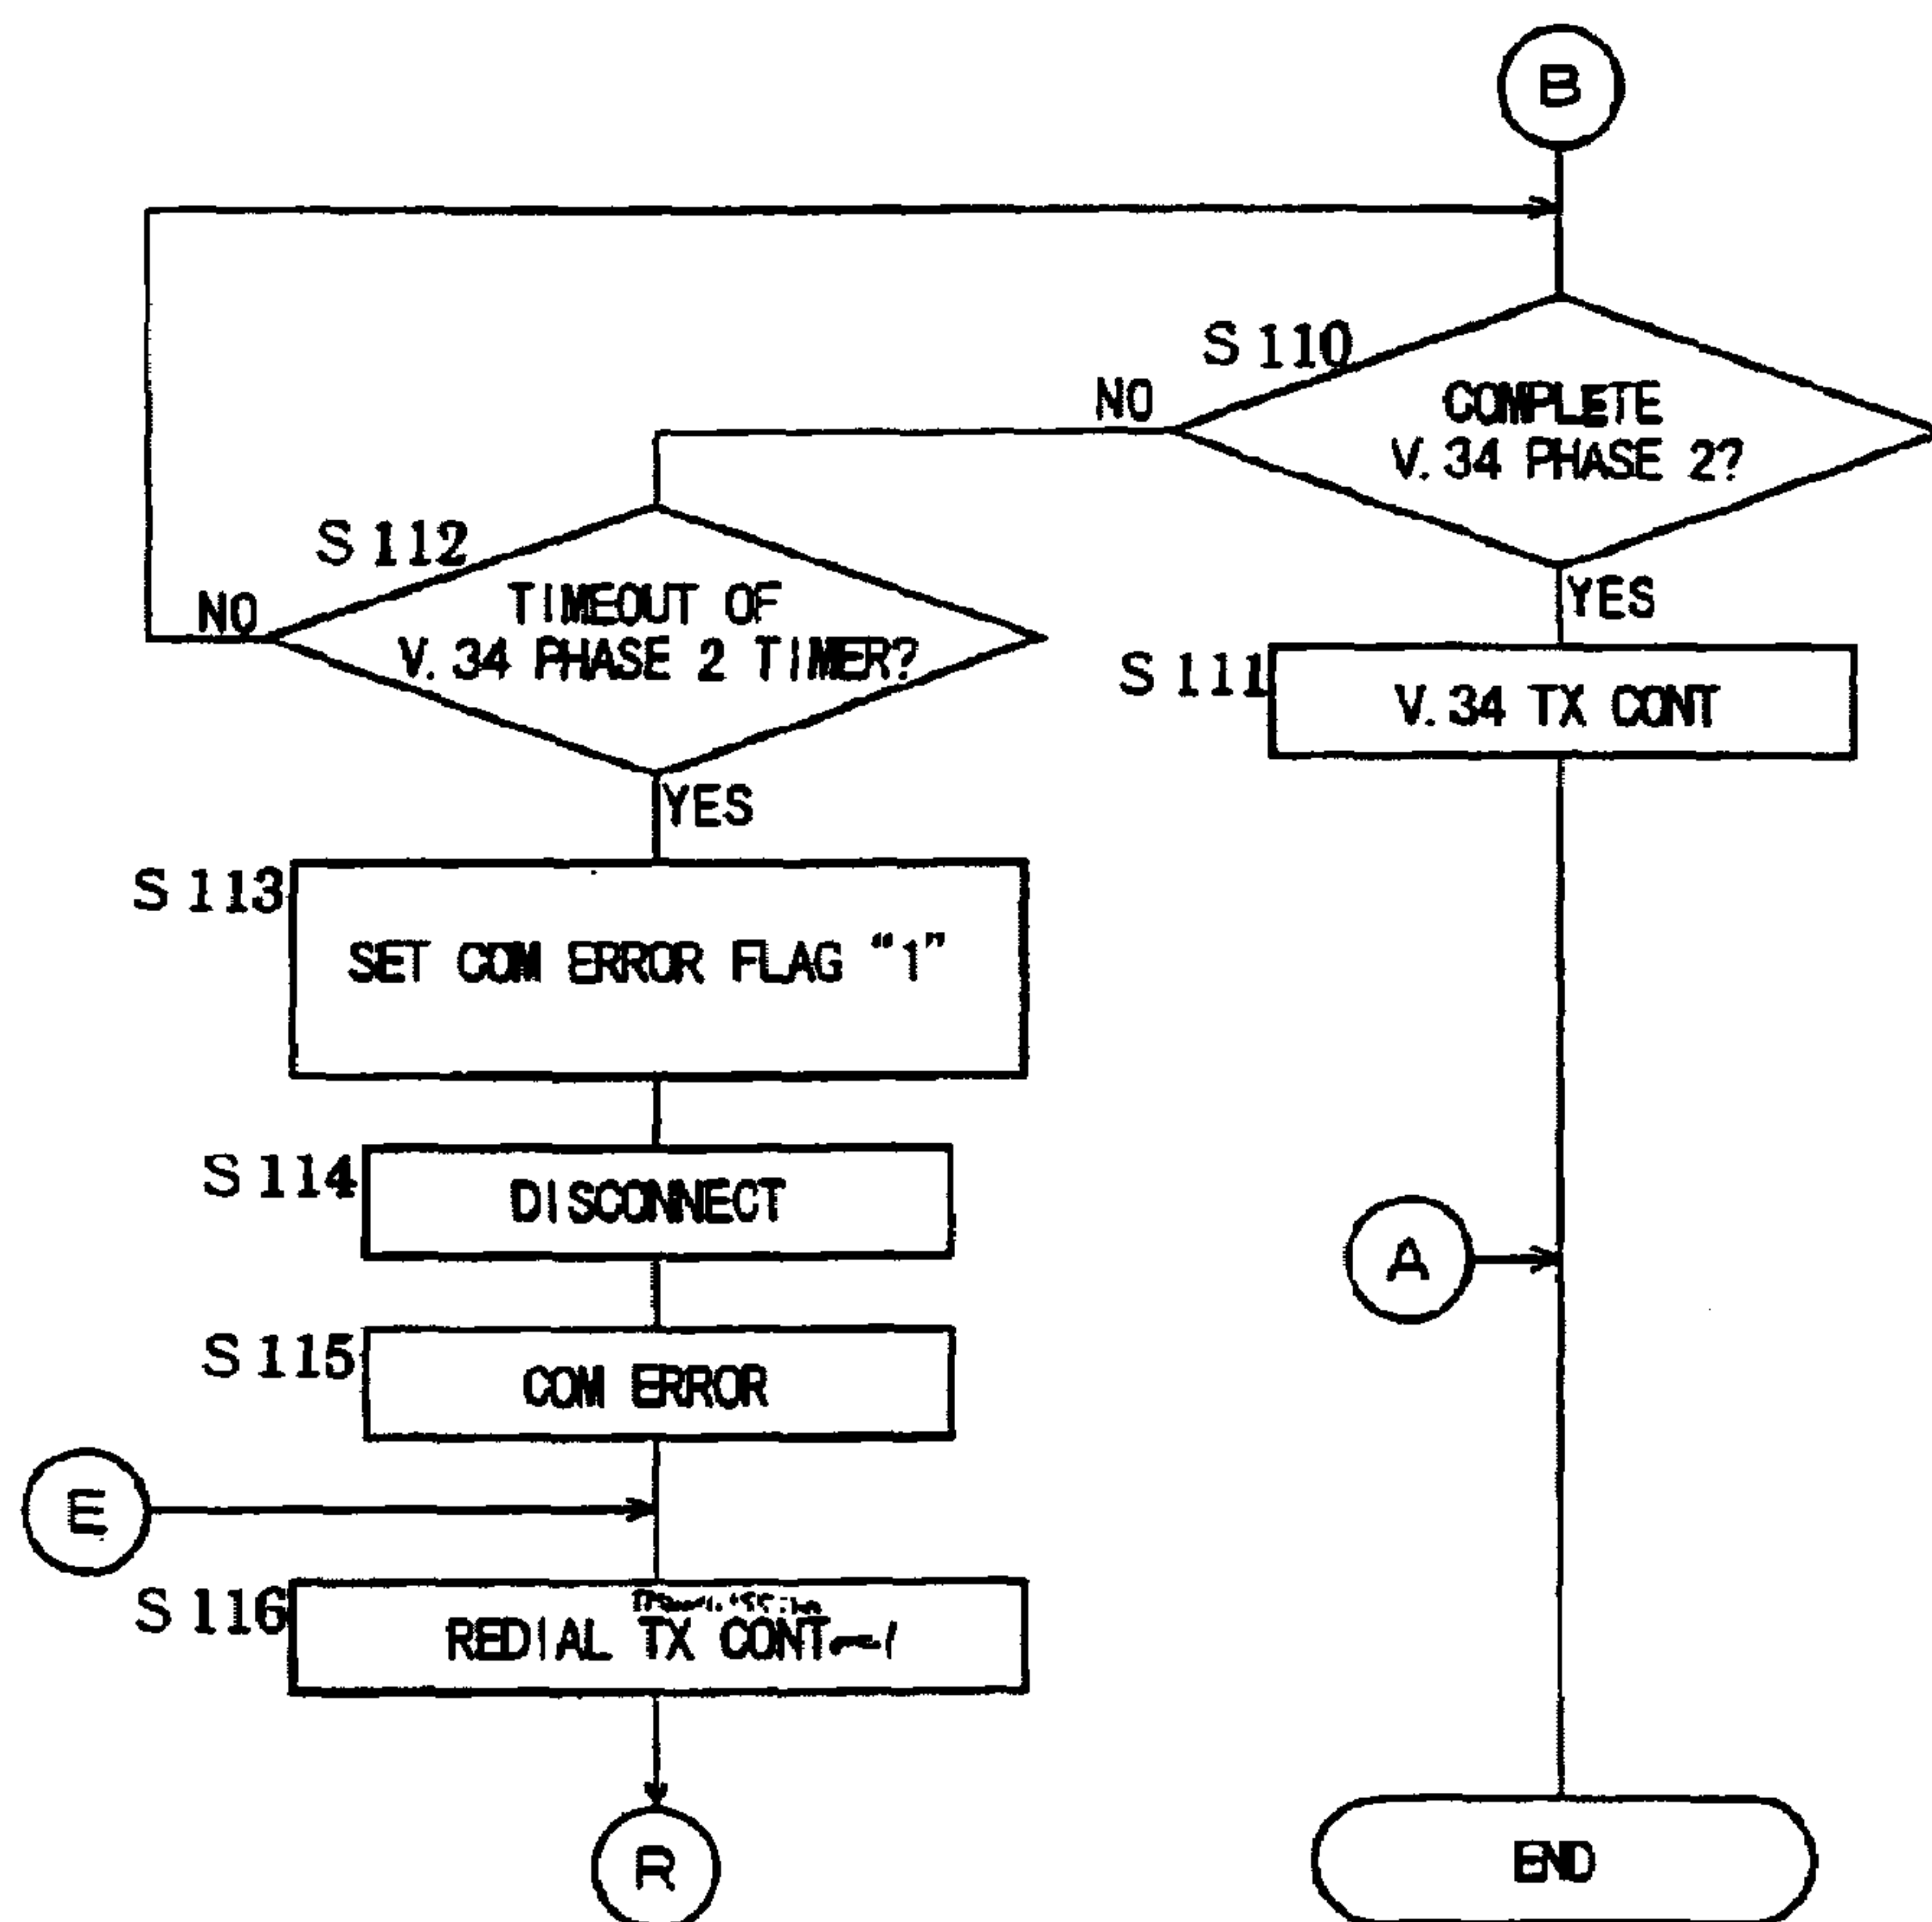 B
S110
NO
COMPLETE
V.34 PHASE 2?
YES
S112
NO
TIMEOUT OF
V.34 PHASE 2 TIMER?
YES
S111
V.34 TX CONT
S113
SET COM ERROR FLAG “1”
S114
DISCONNECT
A
S115
COM ERROR
E
S116
REDIAL TX CONT
R
END